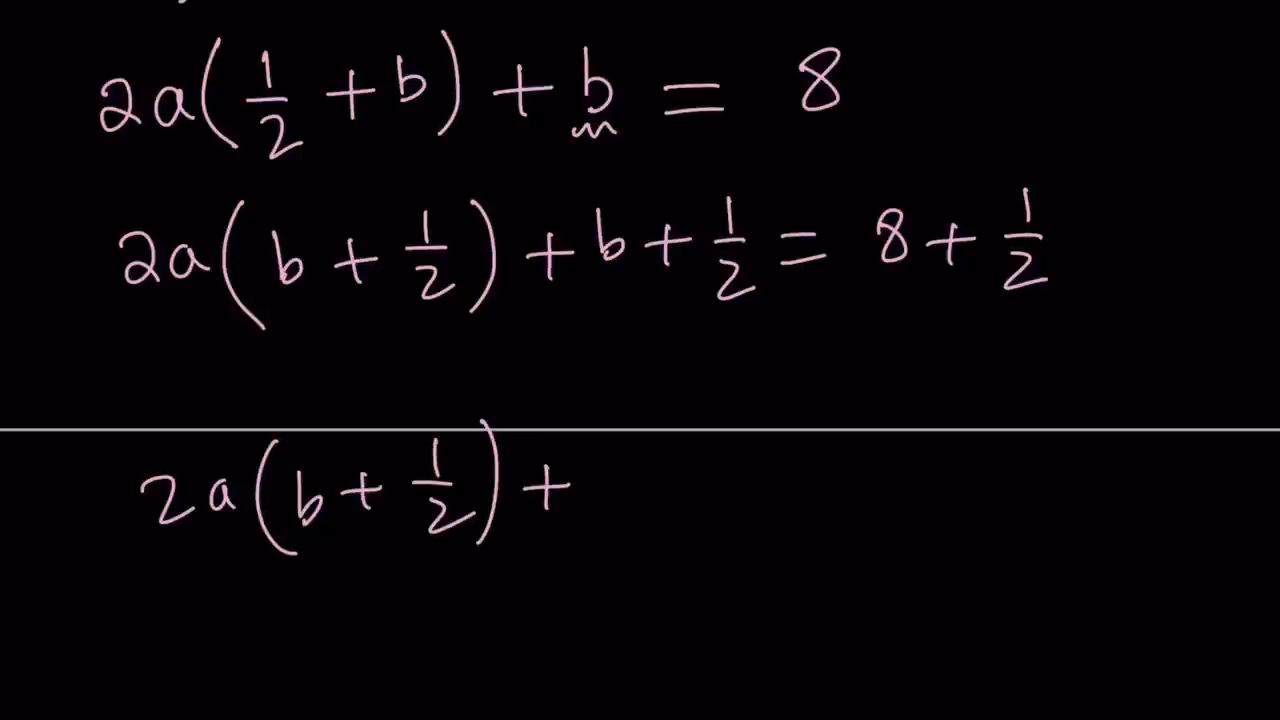 2a(1/2 + b) + b = 8
2a(b + 1/2) + b + 1/2 = 8 + 1/2
2a(b + 1/2) +